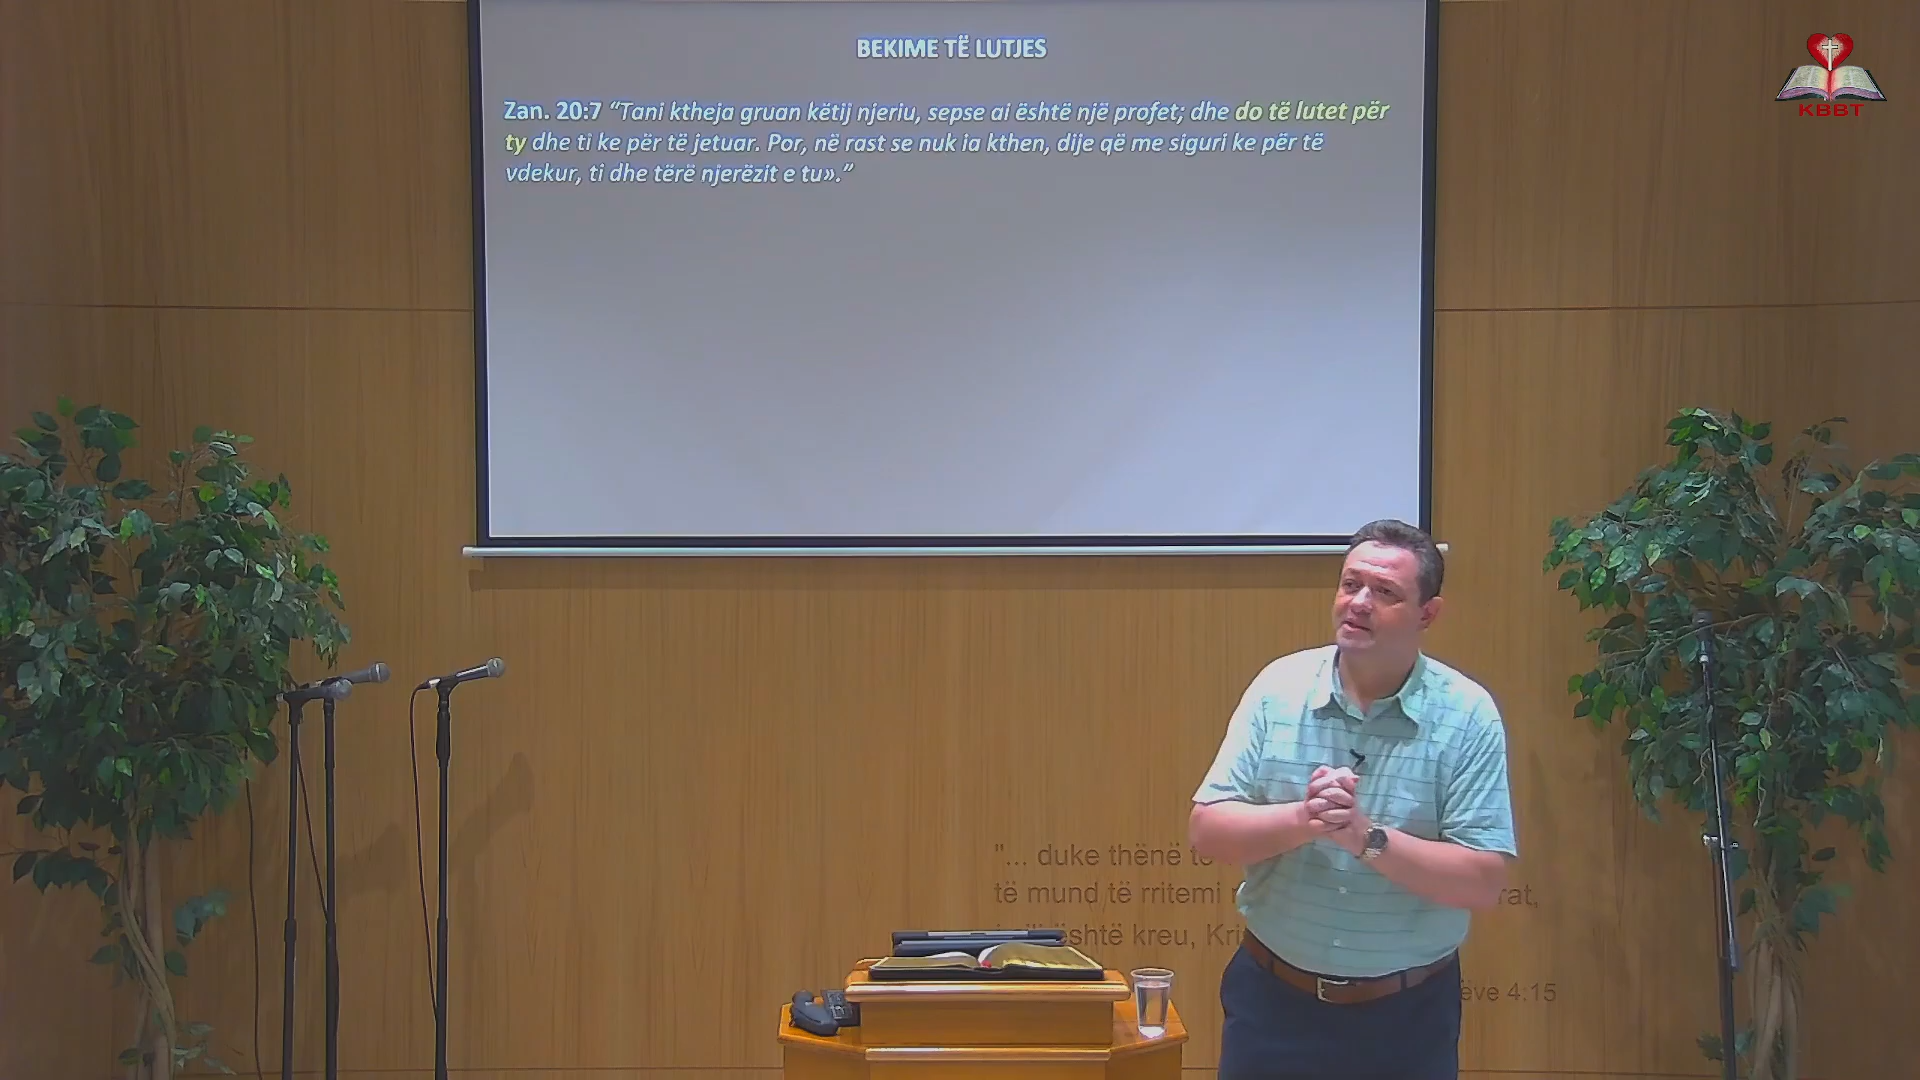 BEKIME TË LUTJES
Zan. 20:7 “Tani ktheja gruan këtij njeriu, sepse ai është një profet; dhe do të lutet për
ty dhe ti ke për të jetuar. Por, në rast se nuk ia kthen, dije që me siguri ke për të
vdekur, ti dhe tërë njerëzit e tu».”
KBBT
"... duke thënë të
të mund të rritemi
është kreu, Kri
4:15